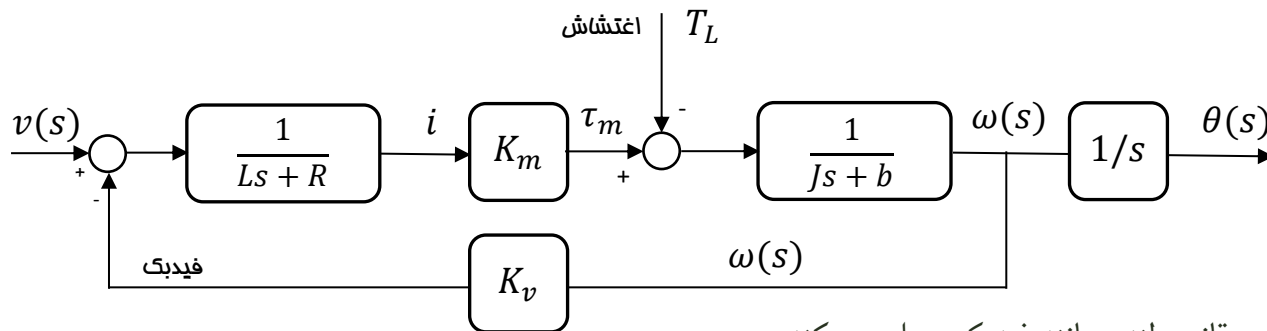 اغتشاش
T_L
v(s)
+
-
1
Ls + R
i
K_m
τ_m
+
-
1
Js + b
ω(s)
1/s
θ(s)
فیدبک
K_v
ω(s)